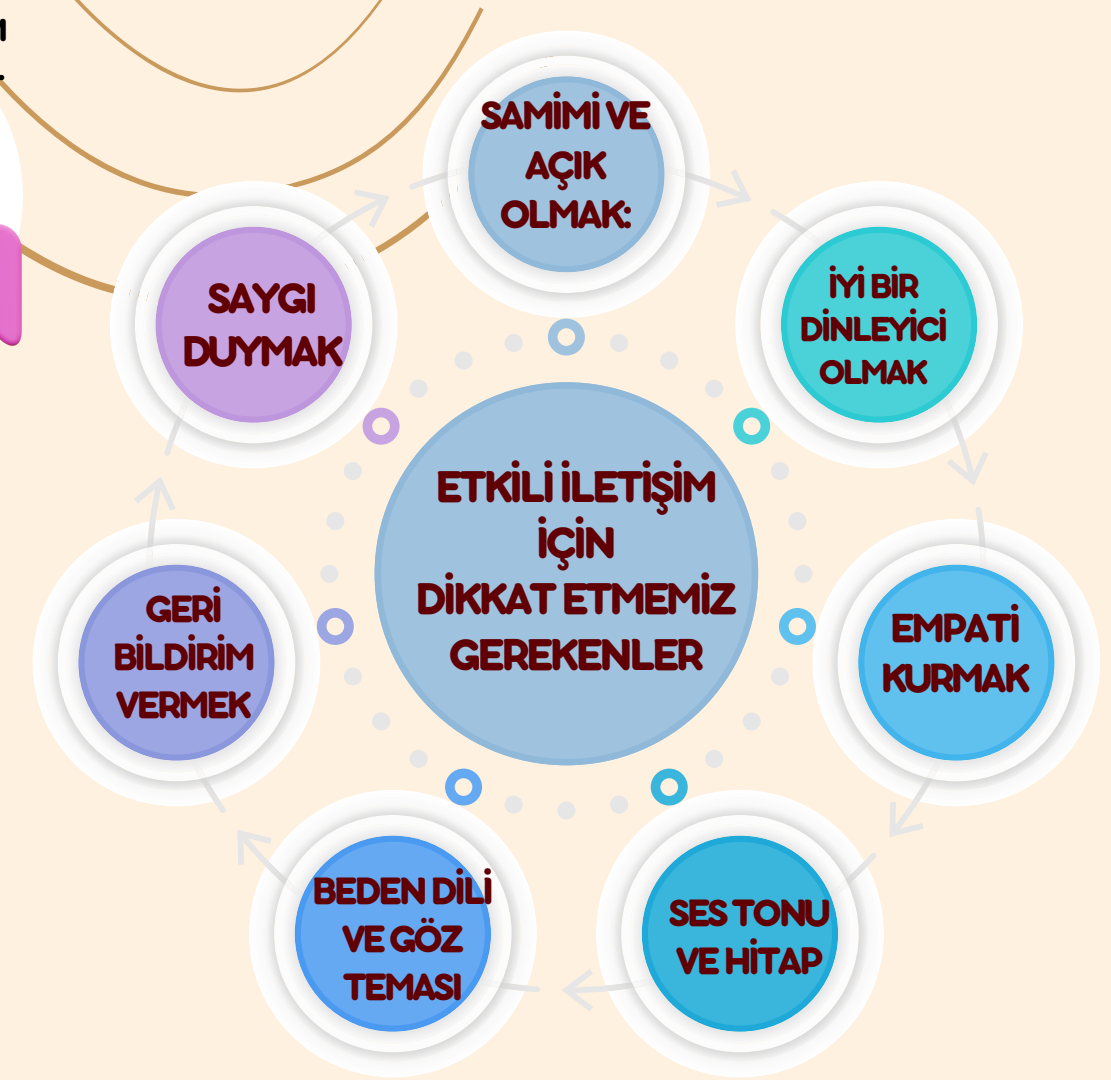 SAMİMİ VE
AÇIK
OLMAK:
İYİ BİR
DİNLEYİCİ
OLMAK
EMPATİ
KURMAK
SES TONU
VE HİTAP
BEDEN DİLİ
VE GÖZ
TEMASI
GERİ
BİLDİRİM
VERMEK
SAYGI
DUYMAK
ETKİLİ İLETİŞİM
İÇİN
DİKKAT ETMEMİZ
GEREKENLER